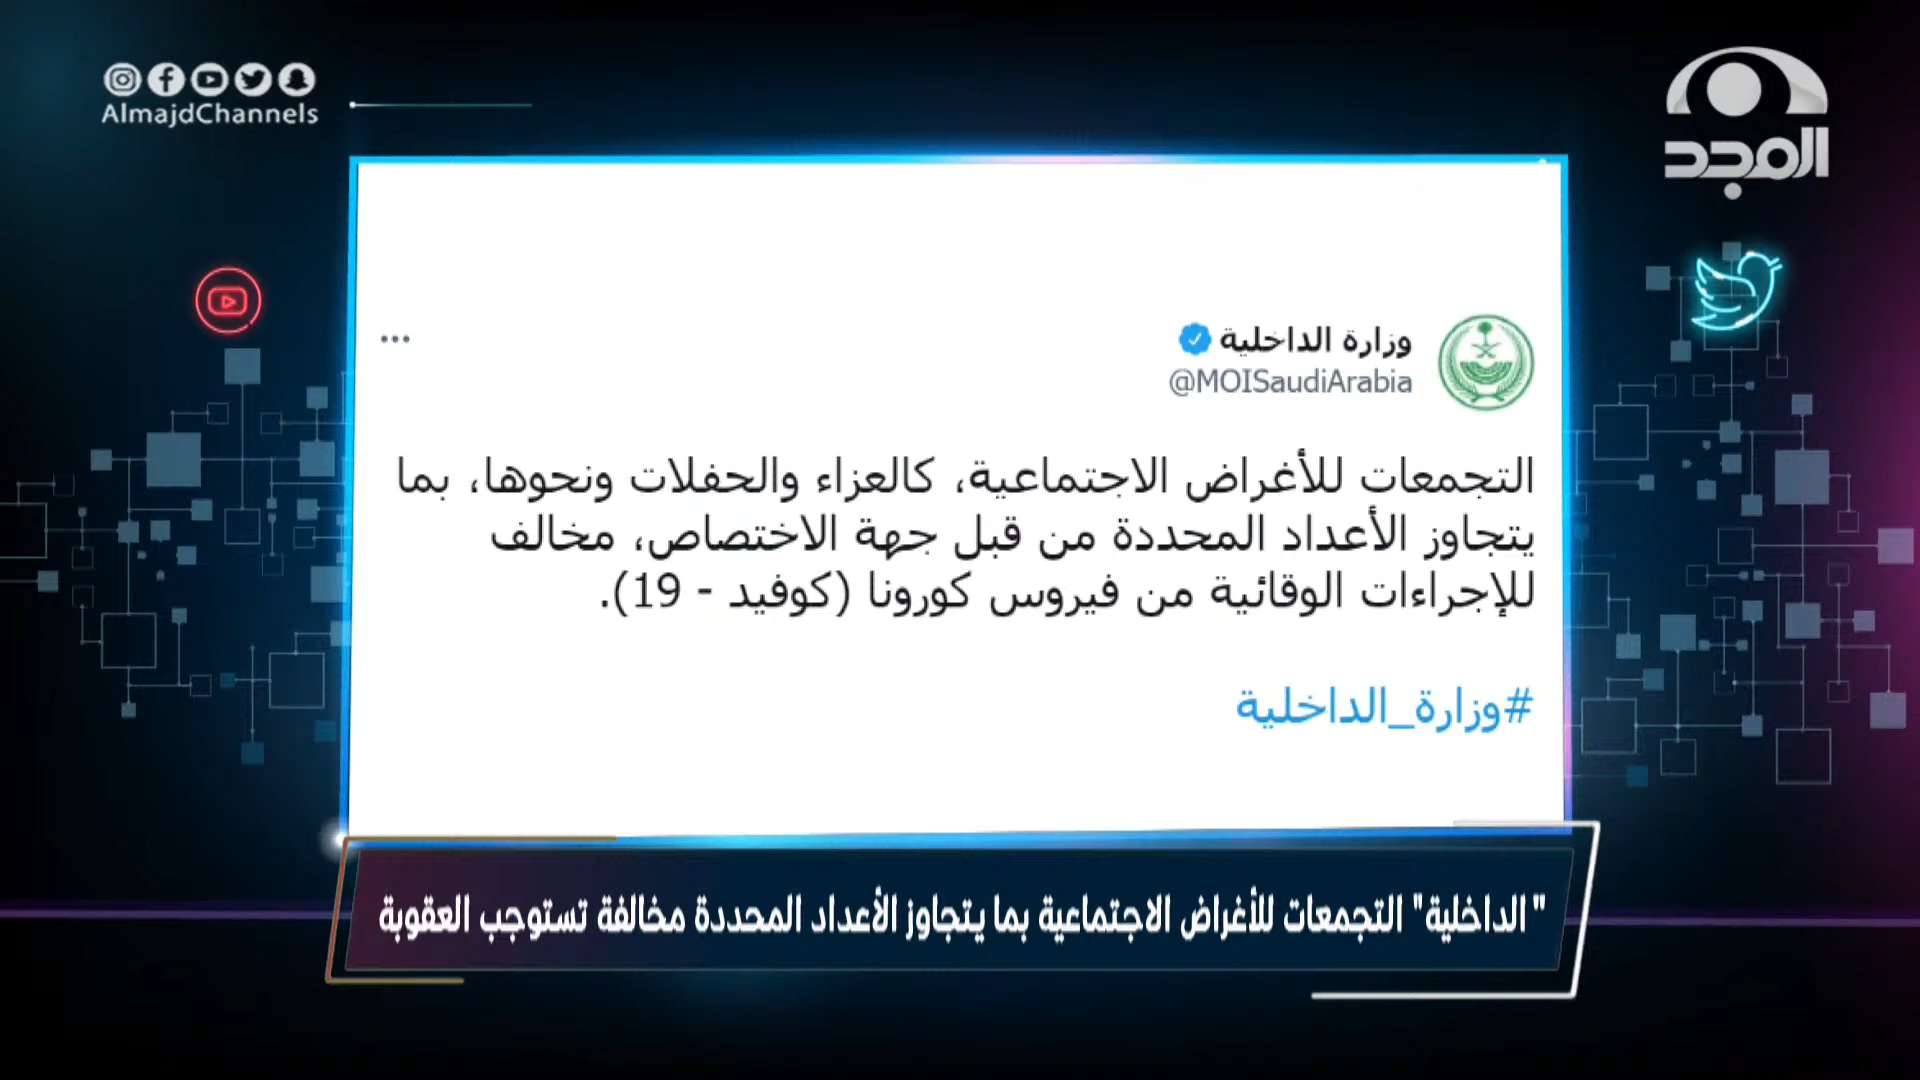 AlmajdChannels
المجد
وزارة الداخلية
@MOISaudiArabia
التجمعات للأغراض الاجتماعية، كالعزاء والحفلات ونحوها، بما
يتجاوز الأعداد المحددة من قبل جهة الاختصاص، مخالف
للإجراءات الوقائية من فيروس كورونا (كوفيد - 19).
#وزارة_الداخلية
"الداخلية" التجمعات للأغراض الاجتماعية بما يتجاوز الأعداد المحددة مخالفة تستوجب العقوبة